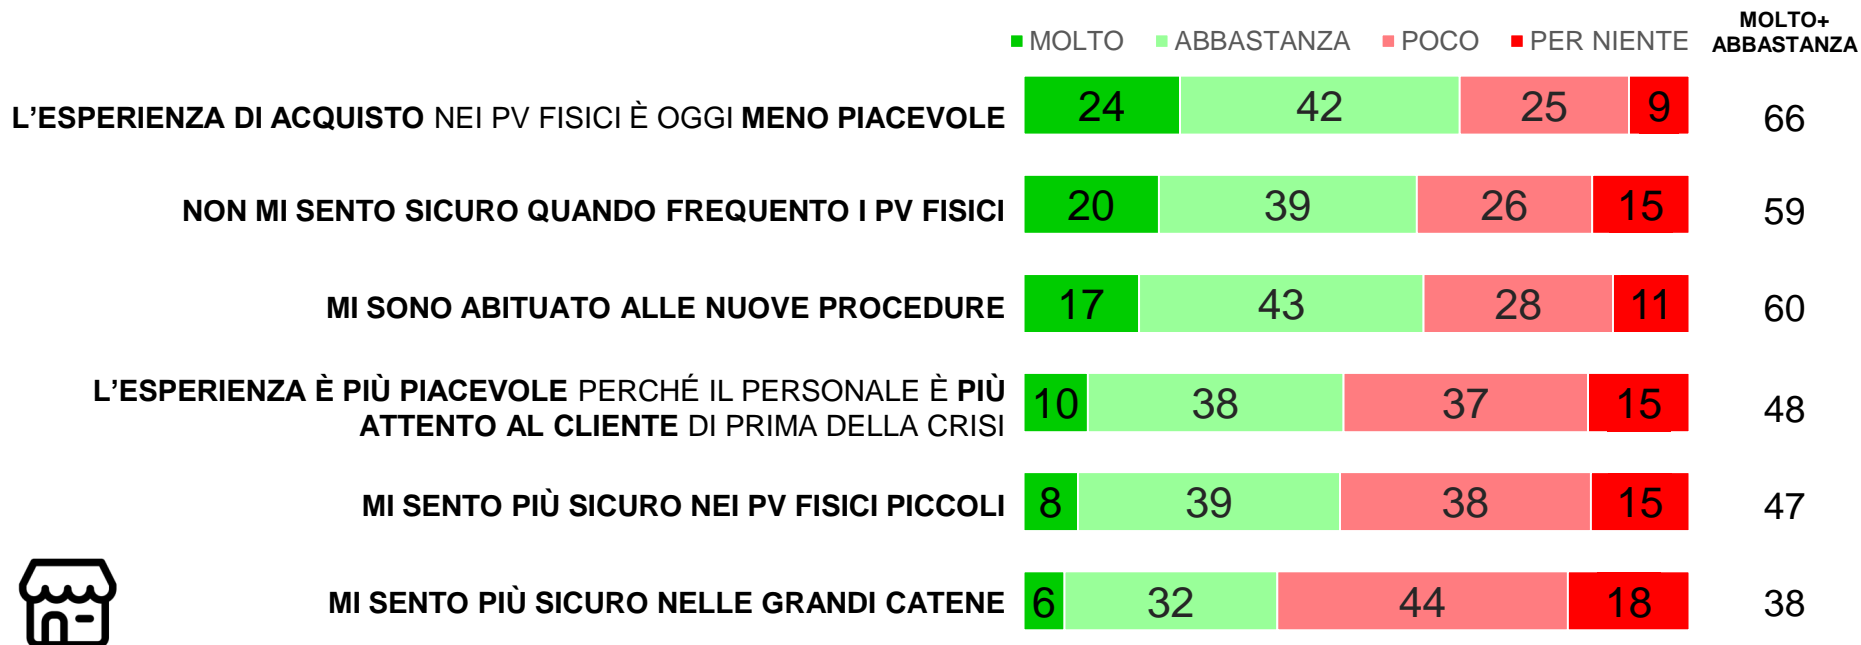 MOLTO ABBASTANZA POCO PER NIENTE
MOLTO+
ABBASTANZA
L’ESPERIENZA DI ACQUISTO NEI PV FISICI È OGGI MENO PIACEVOLE 24 42 25 9 66
NON MI SENTO SICURO QUANDO FREQUENTO I PV FISICI 20 39 26 15 59
MI SONO ABITUATO ALLE NUOVE PROCEDURE 17 43 28 11 60
L’ESPERIENZA È PIÙ PIACEVOLE PERCHÉ IL PERSONALE È PIÙ
ATTENTO AL CLIENTE DI PRIMA DELLA CRISI 10 38 37 15 48
MI SENTO PIÙ SICURO NEI PV FISICI PICCOLI 8 39 38 15 47
MI SENTO PIÙ SICURO NELLE GRANDI CATENE 6 32 44 18 38